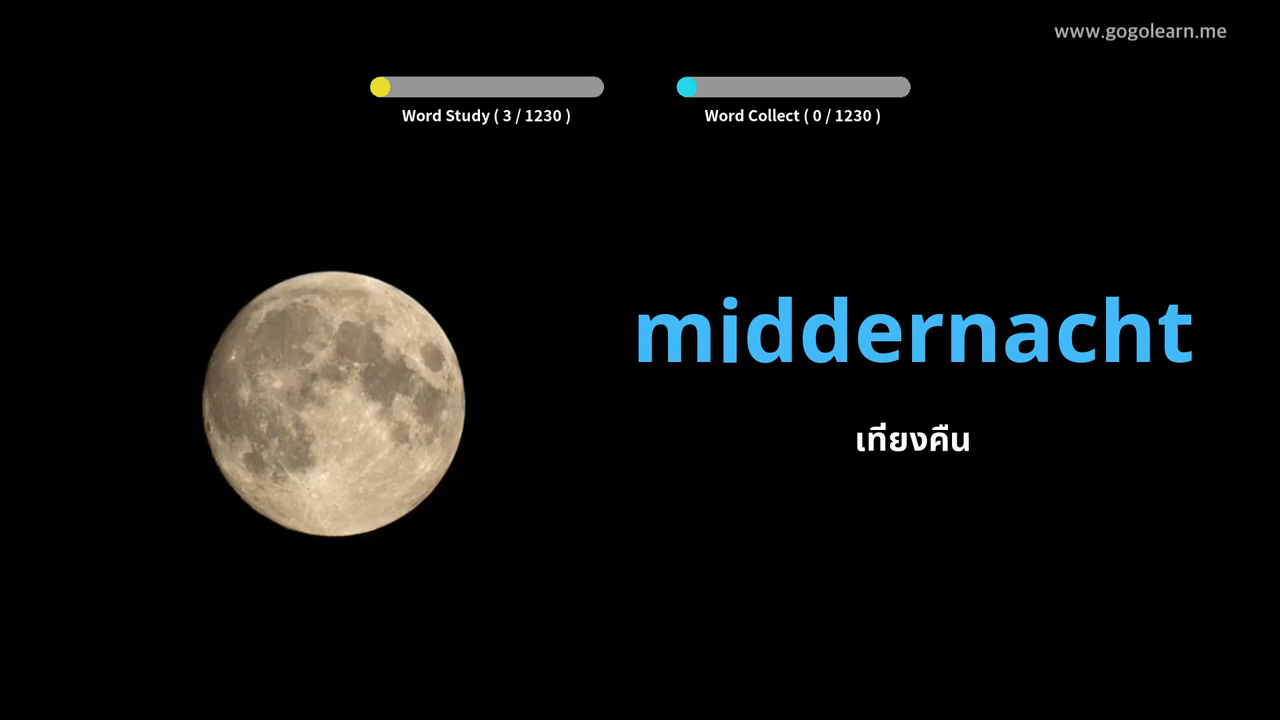 www.gogolearn.me
Word Study ( 3 / 1230 )
Word Collect ( 0 / 1230 )
middernacht
เที่ยงคืน